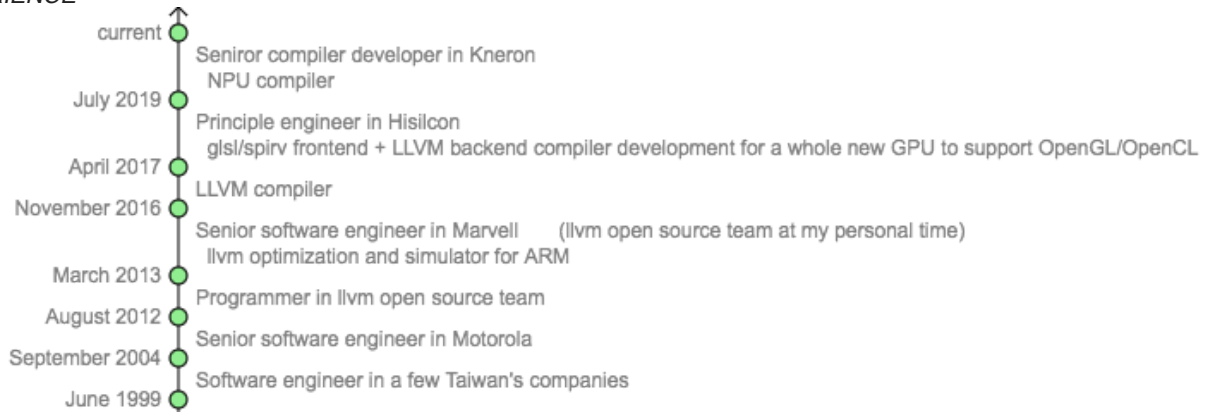 current
Seniror compiler developer in Kneron
NPU compiler
July 2019
Principle engineer in Hisilcon
glsl/spirv frontend + LLVM backend compiler development for a whole new GPU to support OpenGL/OpenCL
April 2017
LLVM compiler
November 2016
Senior software engineer in Marvell (llvm open source team at my personal time)
llvm optimization and simulator for ARM
March 2013
Programmer in llvm open source team
August 2012
Senior software engineer in Motorola
September 2004
Software engineer in a few Taiwan's companies
June 1999